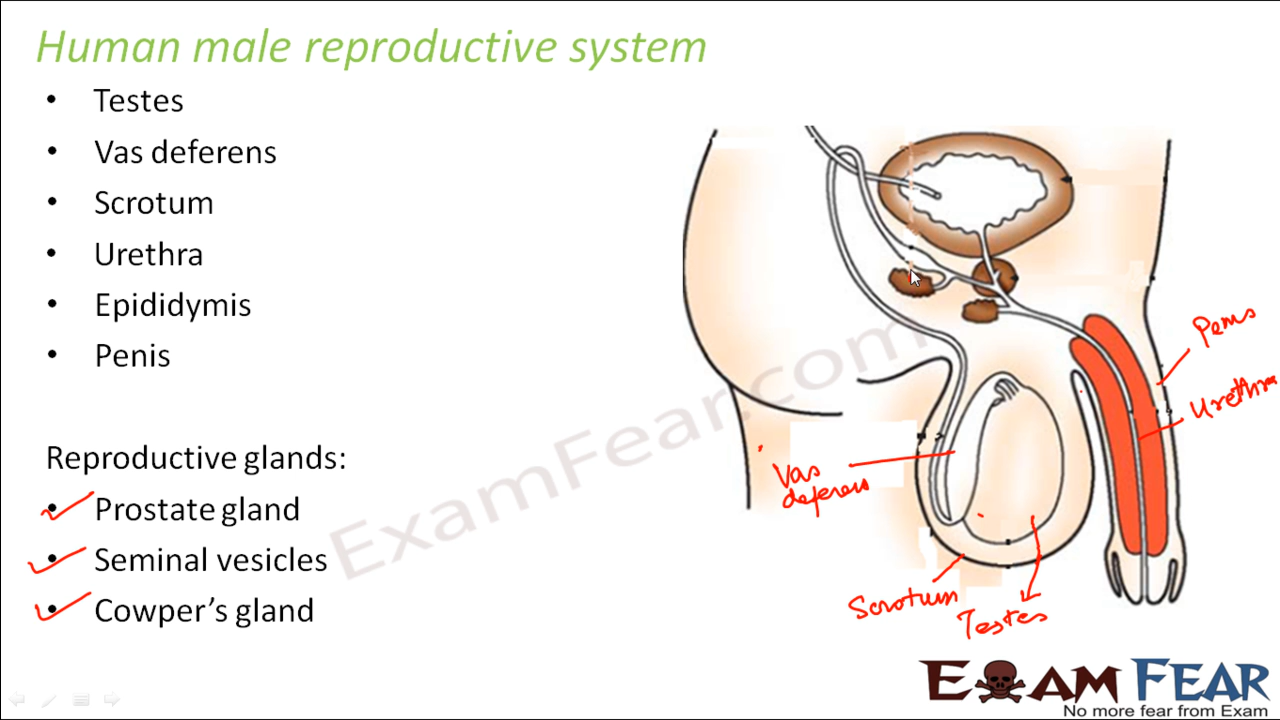 Human male reproductive system
• Testes
• Vas deferens
• Scrotum
• Urethra
• Epididymis
• Penis
Reproductive glands:
• Prostate gland
• Seminal vesicles
• Cowper’s gland
Penis
Urethra
Vas
deferens
Scrotum
Testes
ExamFear.com
EXAM FEAR
No more fear from Exam